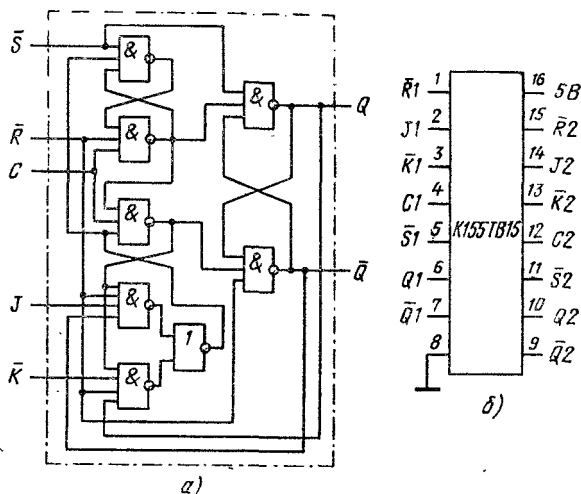 S̄
R̄
C
J
K̄
&
&
&
&
&
1
&
&
Q
Q̄
а)
R̄1 1
J1 2
K̄1 3
C1 4
S̄1 5
Q1 6
Q̄1 7
8
К155ТВ15
16 5В
15 R̄2
14 J2
13 K̄2
12 C2
11 S̄2
10 Q2
9 Q̄2
б)